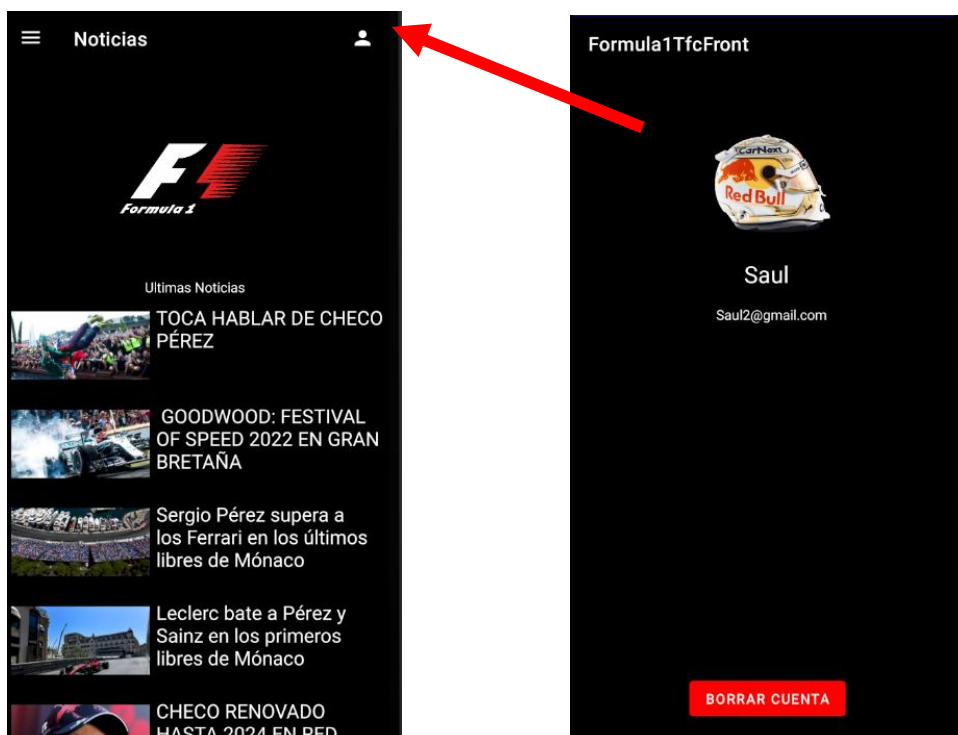 Noticias
Formula 1
Ultimas Noticias
TOCA HABLAR DE CHECO
PÉREZ
GOODWOOD: FESTIVAL
OF SPEED 2022 EN GRAN
BRETAÑA
Sergio Pérez supera a
los Ferrari en los últimos
libres de Mónaco
Leclerc bate a Pérez y
Sainz en los primeros
libres de Mónaco
CHECO RENOVADO
HASTA 2024 EN RED
Formula1TfcFront
CarNext
Red Bull
Saul
Saul2@gmail.com
BORRAR CUENTA